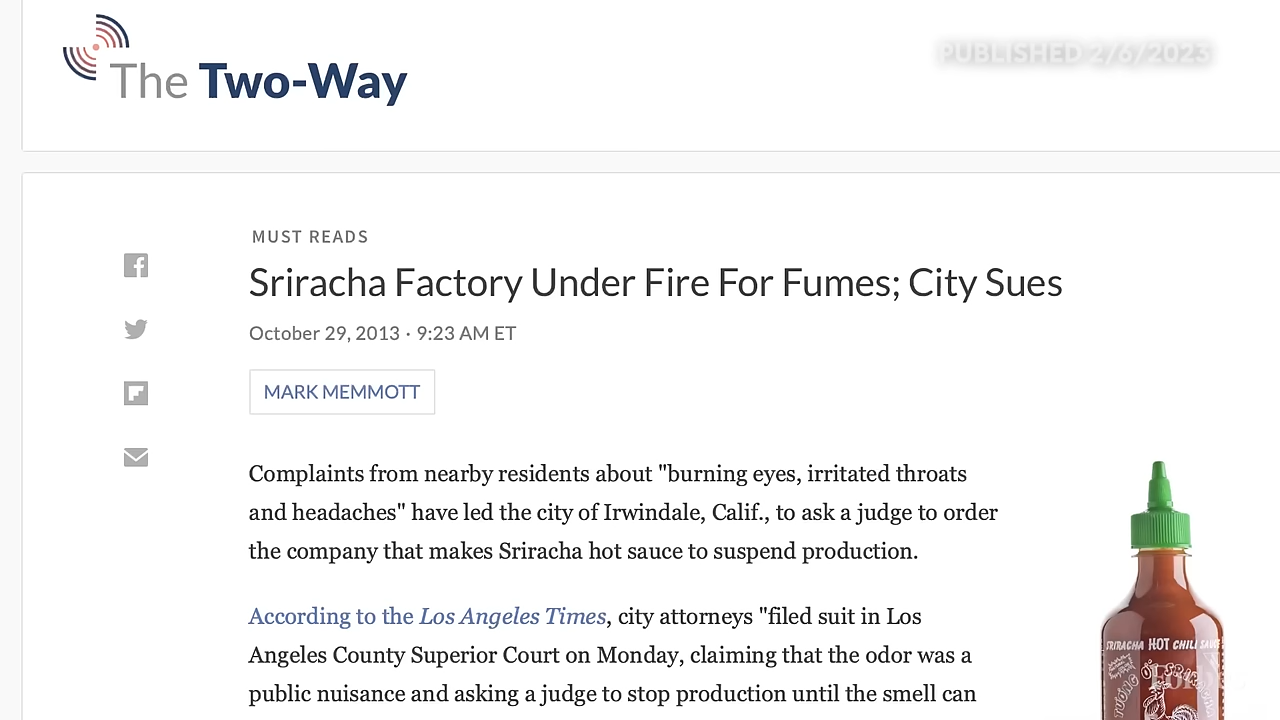 The Two-Way
PUBLISHED 2/6/2023
MUST READS
Sriracha Factory Under Fire For Fumes; City Sues
October 29, 2013 · 9:23 AM ET
MARK MEMMOTT
Complaints from nearby residents about "burning eyes, irritated throats
and headaches" have led the city of Irwindale, Calif., to ask a judge to order
the company that makes Sriracha hot sauce to suspend production.
According to the Los Angeles Times, city attorneys "filed suit in Los
Angeles County Superior Court on Monday, claiming that the odor was a
public nuisance and asking a judge to stop production until the smell can
SRIRACHA HOT CHILI SAUCE
TƯƠNG ỚT SRIRACHA